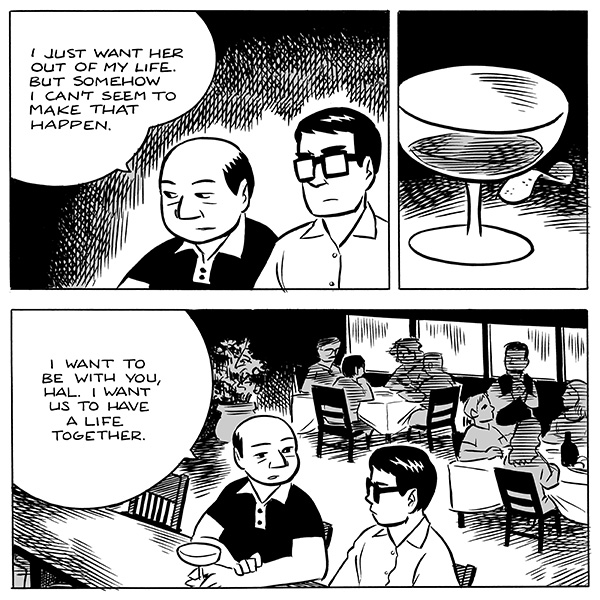 I JUST WANT HER
OUT OF MY LIFE.
BUT SOMEHOW
I CAN'T SEEM TO
MAKE THAT
HAPPEN.
I WANT TO
BE WITH YOU,
HAL. I WANT
US TO HAVE
A LIFE
TOGETHER.